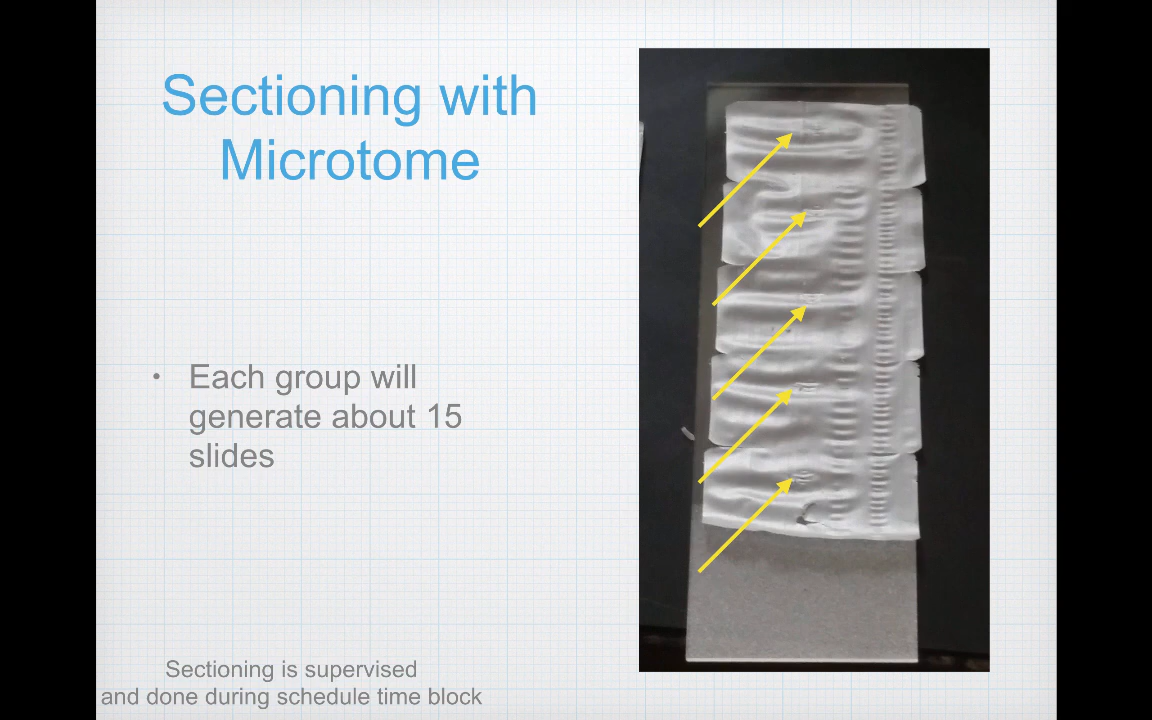 Sectioning with
Microtome
• Each group will
generate about 15
slides
Sectioning is supervised
and done during schedule time block